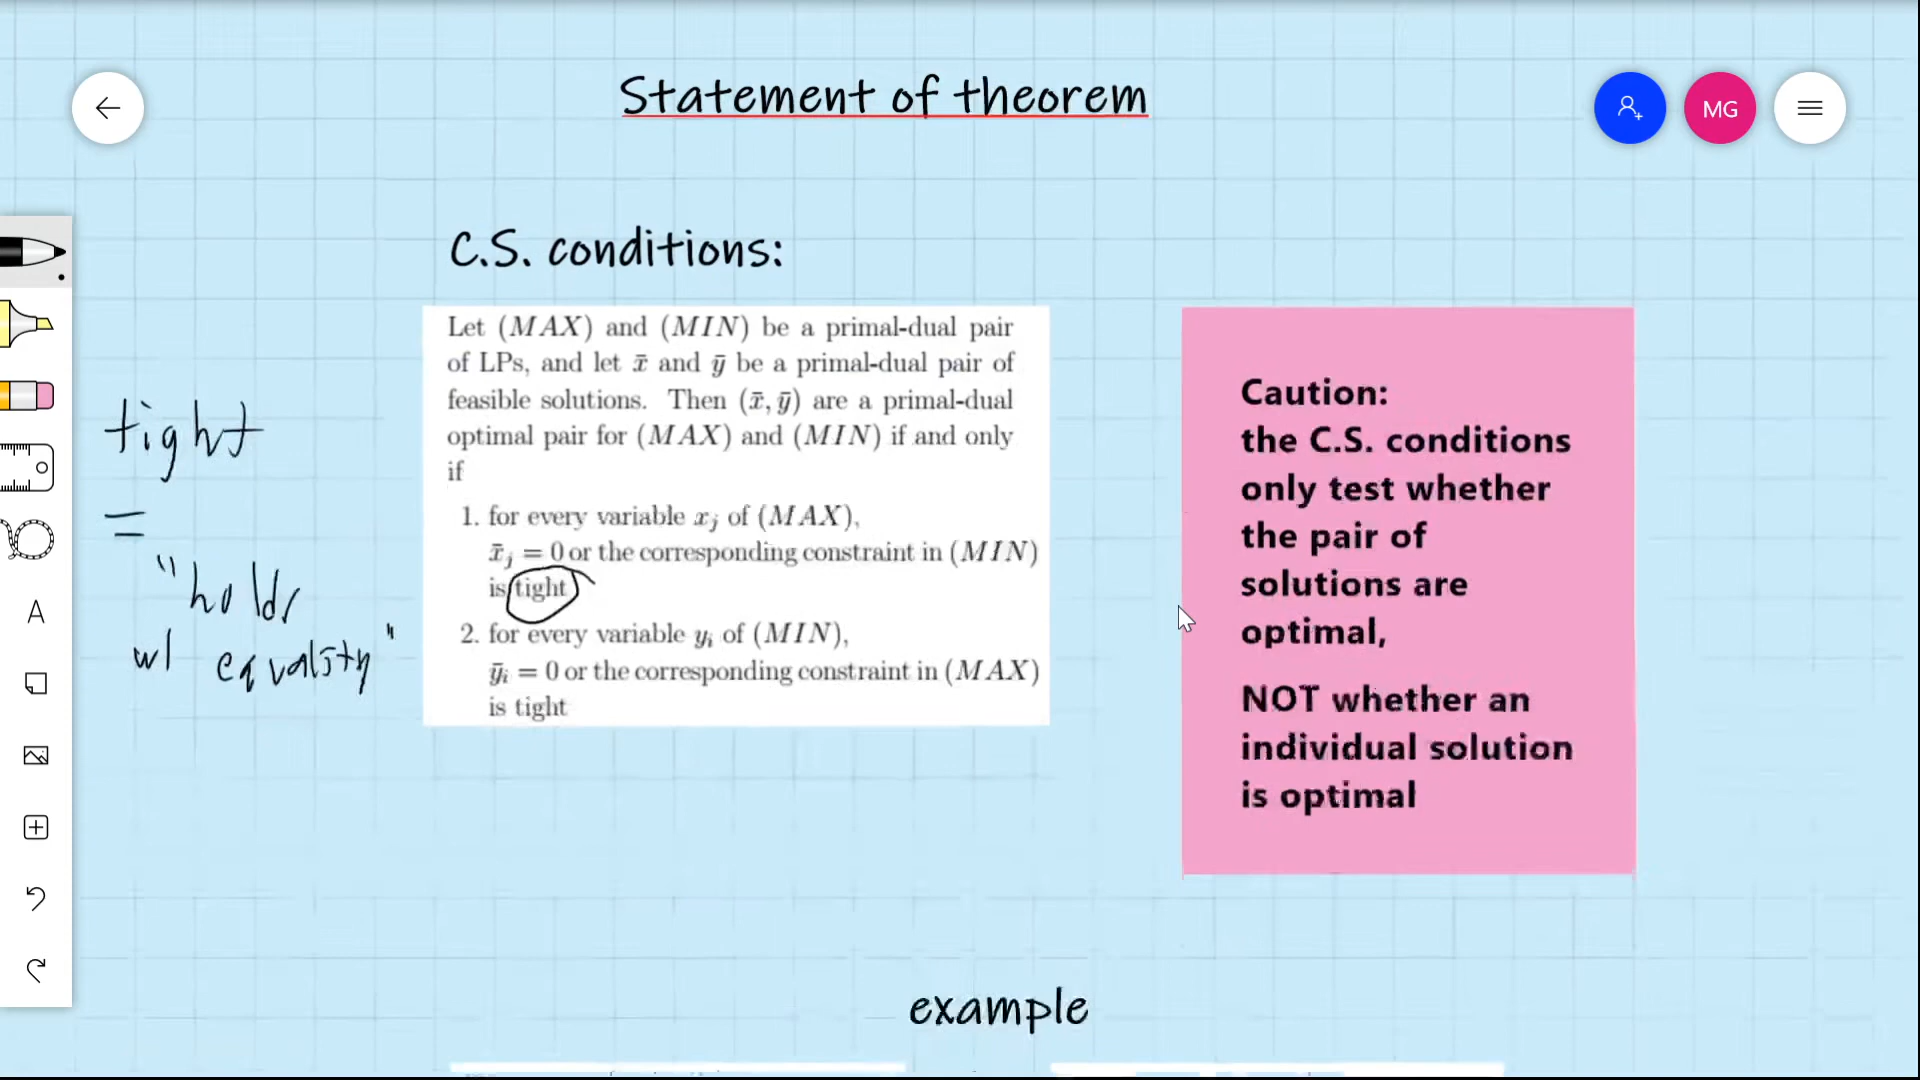 Statement of theorem
MG
C.S. conditions:
Let (MAX) and (MIN) be a primal-dual pair
of LPs, and let x̄ and ȳ be a primal-dual pair of
feasible solutions. Then (x̄, ȳ) are a primal-dual
optimal pair for (MAX) and (MIN) if and only
if
1. for every variable xⱼ of (MAX),
x̄ⱼ = 0 or the corresponding constraint in (MIN)
is tight
2. for every variable yᵢ of (MIN),
ȳᵢ = 0 or the corresponding constraint in (MAX)
is tight
tight
=
"holds
w/ equality"
Caution:
the C.S. conditions
only test whether
the pair of
solutions are
optimal,
NOT whether an
individual solution
is optimal
A
example